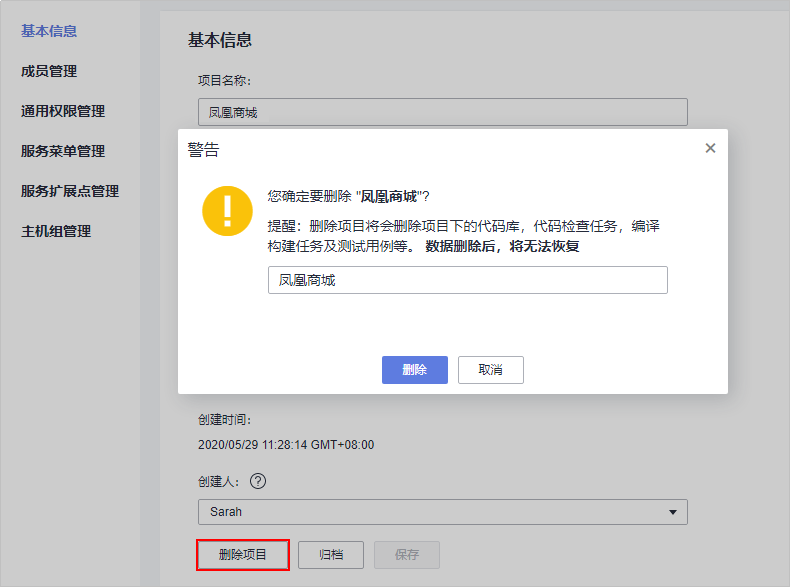 基本信息
成员管理
通用权限管理
服务菜单管理
服务扩展点管理
主机组管理
基本信息
项目名称：
凤凰商城
警告
您确定要删除 "凤凰商城"?
提醒：删除项目将会删除项目下的代码库，代码检查任务，编译
构建任务及测试用例等。 数据删除后，将无法恢复
凤凰商城
删除
取消
创建时间：
2020/05/29 11:28:14 GMT+08:00
创建人：
Sarah
删除项目
归档
保存